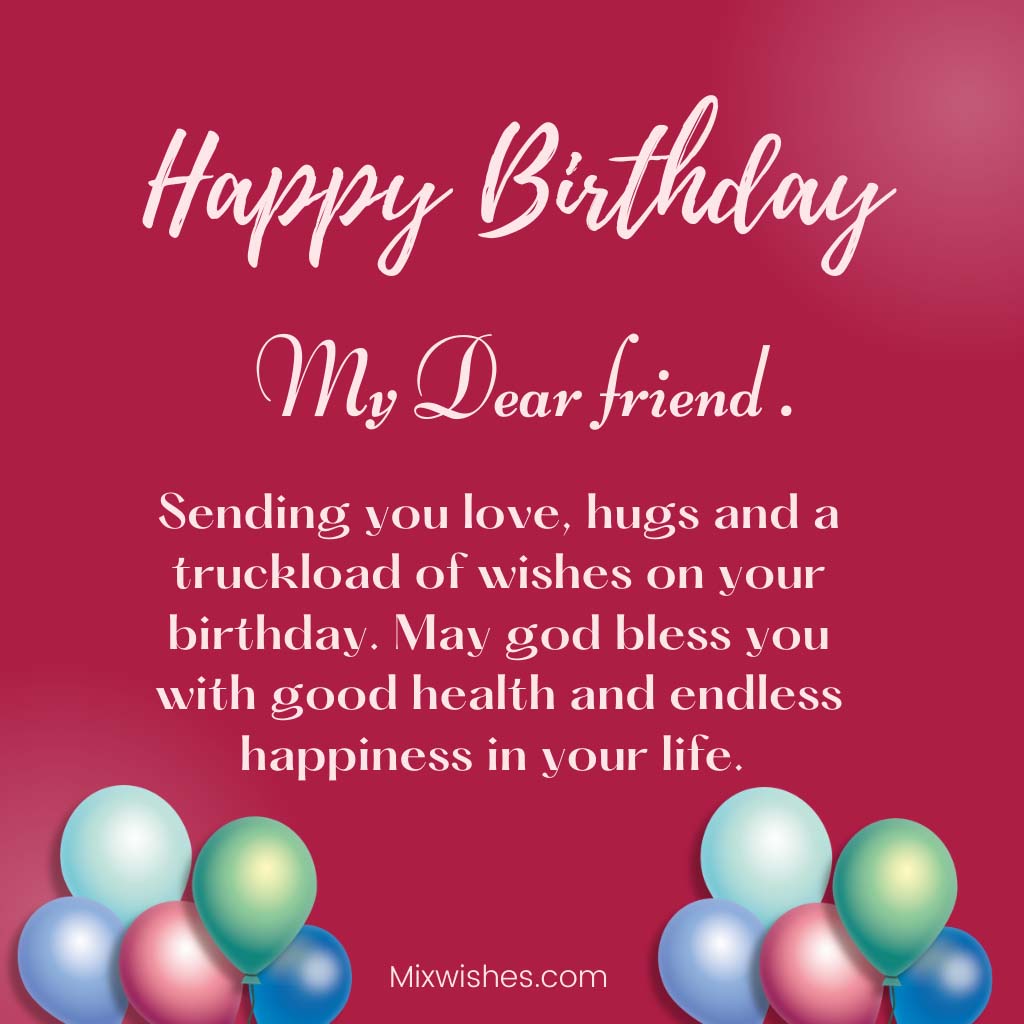 Happy Birthday
My Dear friend .
Sending you love, hugs and a
truckload of wishes on your
birthday. May god bless you
with good health and endless
happiness in your life.
Mixwishes.com